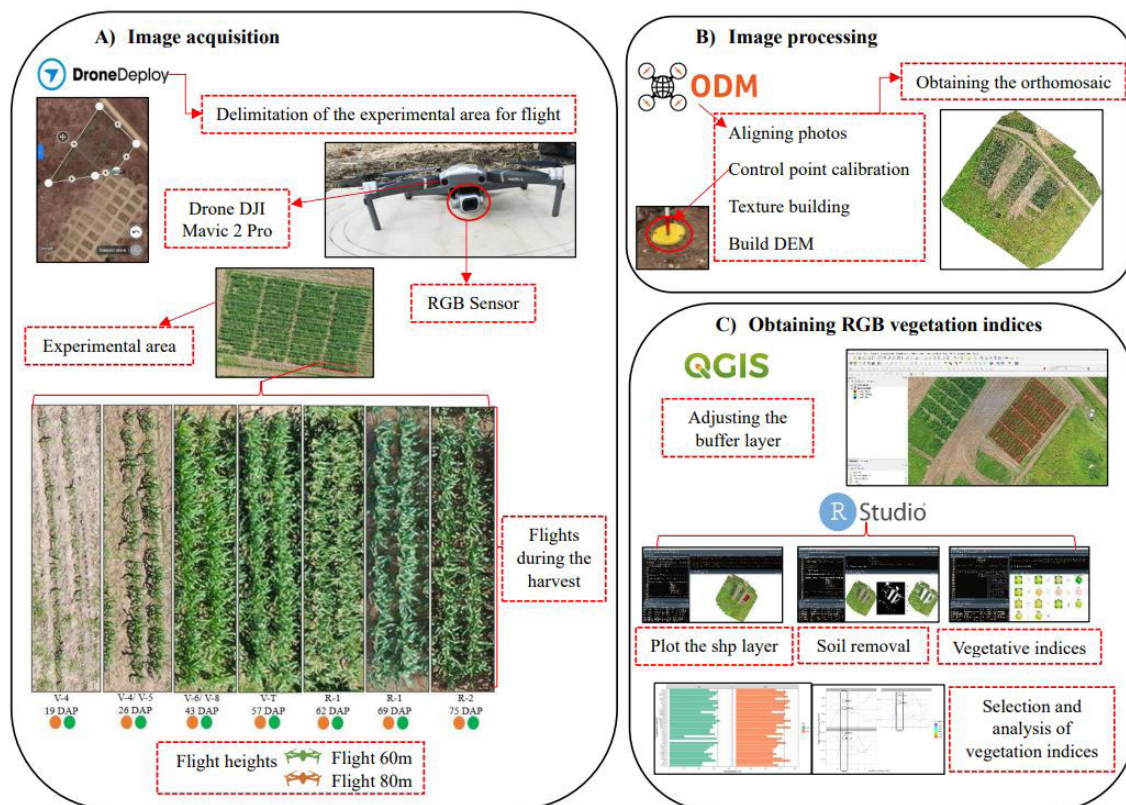 A) Image acquisition
DroneDeploy
Delimitation of the experimental area for flight
Drone DJI
Mavic 2 Pro
RGB Sensor
Experimental area
Flights
during the
harvest
V-4
19 DAP
V-4/ V-5
26 DAP
V-6/ V-8
43 DAP
V-T
57 DAP
R-1
62 DAP
R-1
69 DAP
R-2
75 DAP
Flight heights
Flight 60m
Flight 80m
B) Image processing
ODM
Obtaining the orthomosaic
Aligning photos
Control point calibration
Texture building
Build DEM
C) Obtaining RGB vegetation indices
QGIS
Adjusting the
buffer layer
R Studio
Plot the shp layer
Soil removal
Vegetative indices
Selection and
analysis of
vegetation indices